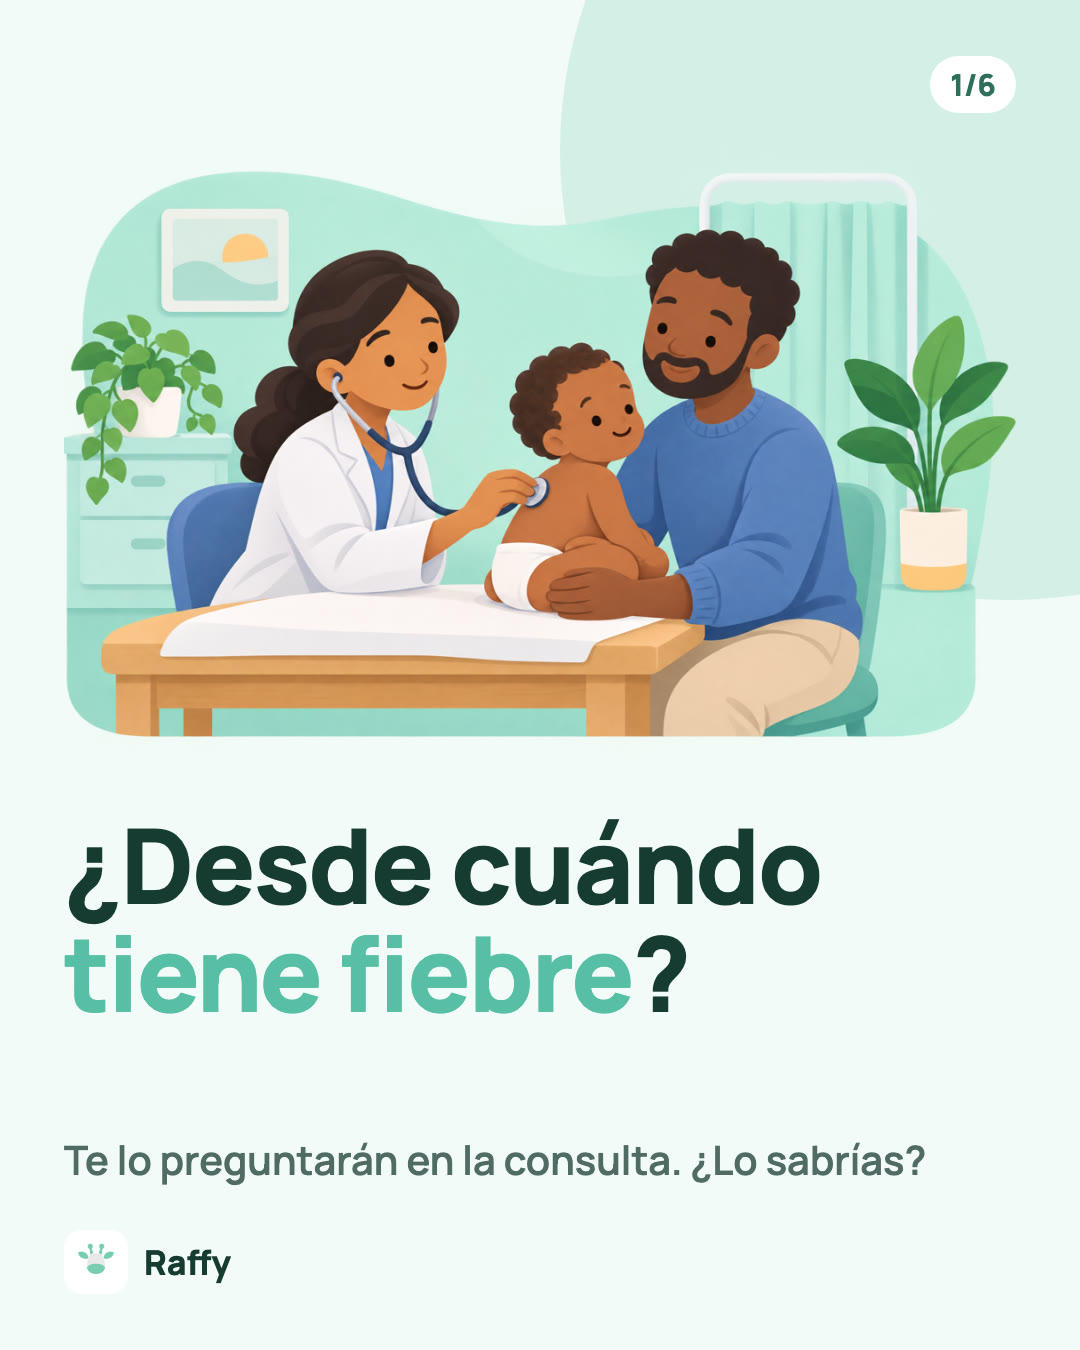 1/6
¿Desde cuándo
tiene fiebre?
Te lo preguntarán en la consulta. ¿Lo sabrías?
Raffy